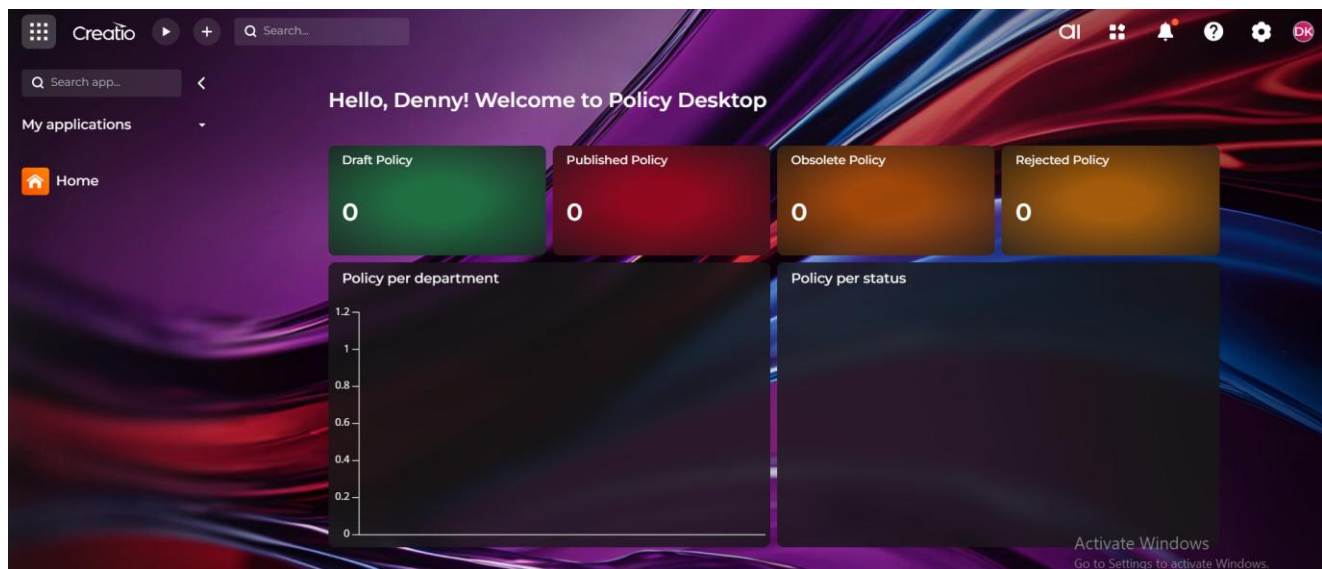 Creatio
Search...
ai
?
DK
Search app...
My applications
Home
Hello, Denny! Welcome to Policy Desktop
Draft Policy
0
Published Policy
0
Obsolete Policy
0
Rejected Policy
0
Policy per department
1.2
1
0.8
0.6
0.4
0.2
0
Policy per status
Activate Windows
Go to Settings to activate Windows.